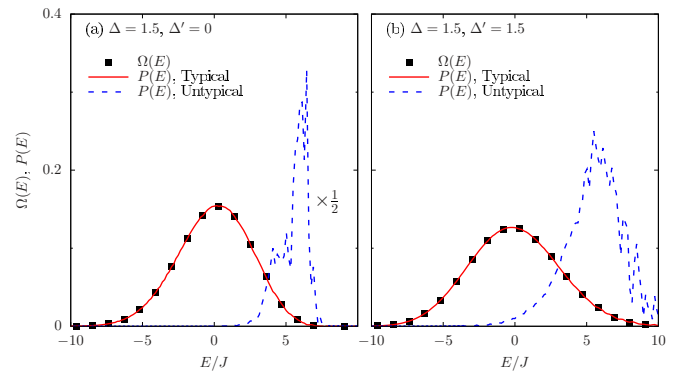 (a) Δ = 1.5, Δ′ = 0
Ω(E)
P(E), Typical
P(E), Untypical
×1/2
(b) Δ = 1.5, Δ′ = 1.5
Ω(E)
P(E), Typical
P(E), Untypical
Ω(E), P(E)
0.4
0.2
0
−10
−5
0
5
−10
−5
0
5
10
E/J
E/J